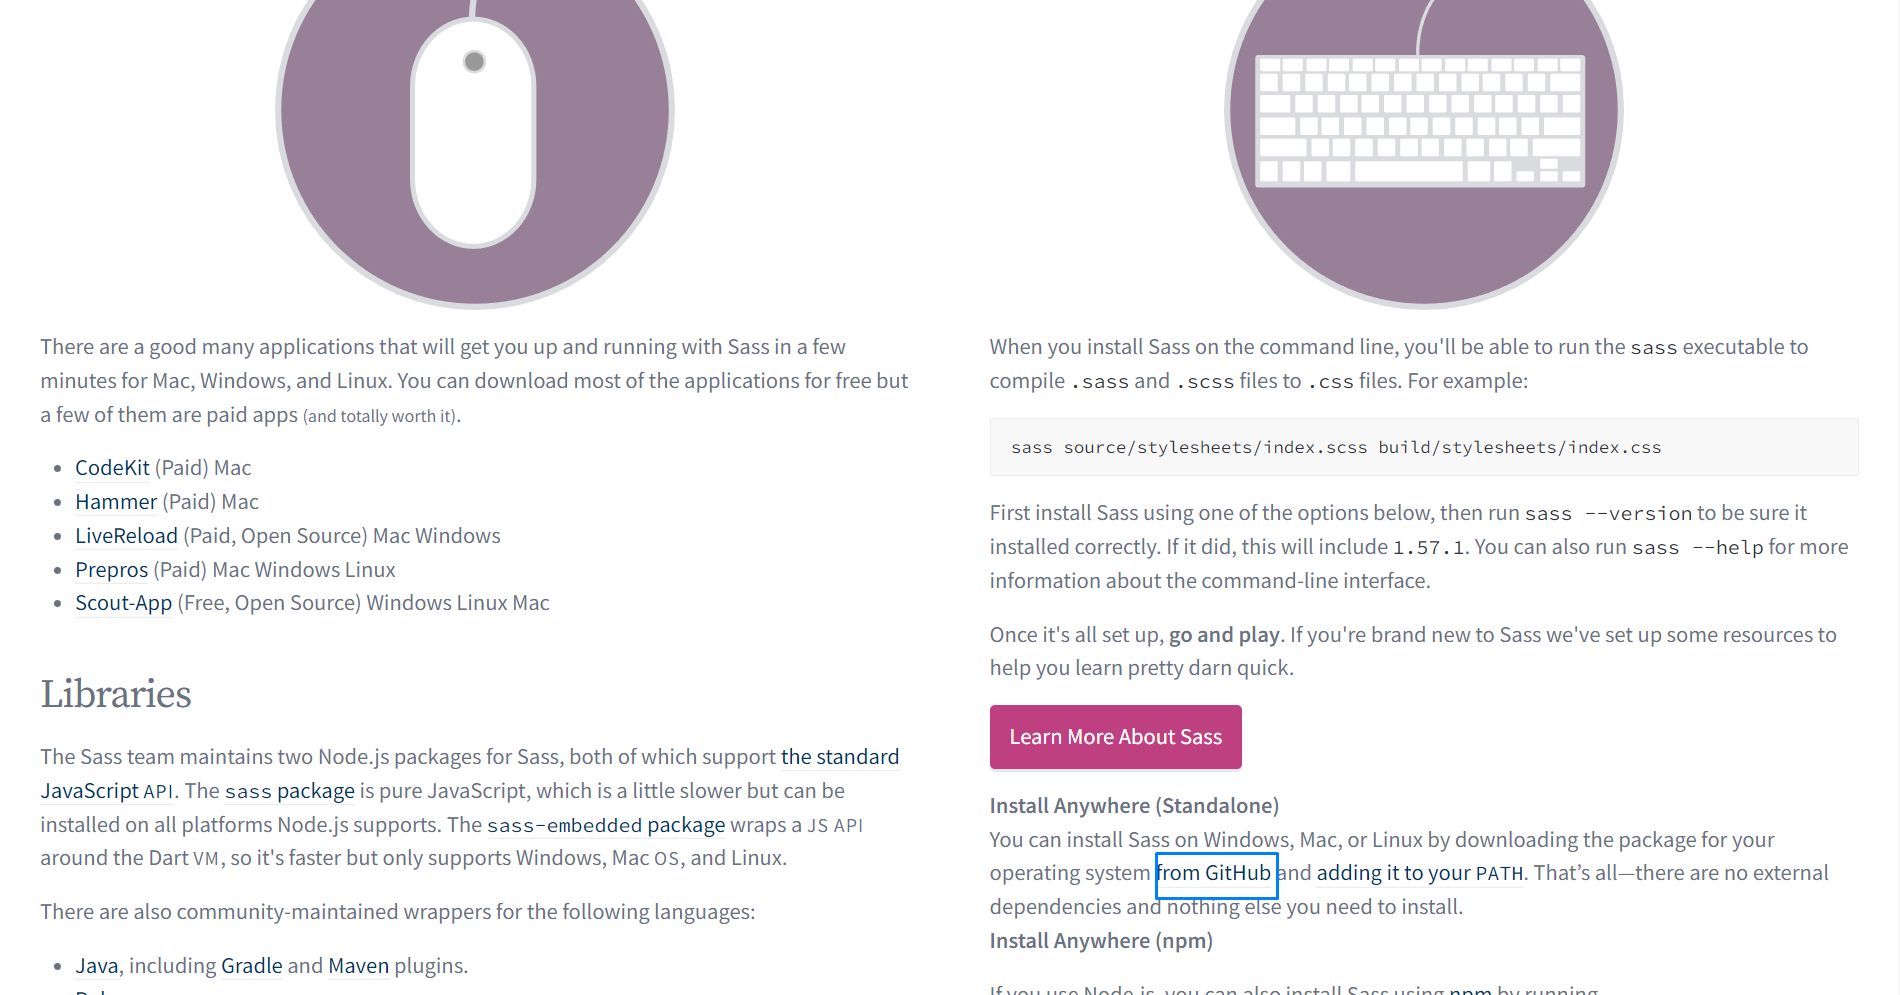 There are a good many applications that will get you up and running with Sass in a few
minutes for Mac, Windows, and Linux. You can download most of the applications for free but
a few of them are paid apps (and totally worth it).
CodeKit (Paid) Mac
Hammer (Paid) Mac
LiveReload (Paid, Open Source) Mac Windows
Prepros (Paid) Mac Windows Linux
Scout-App (Free, Open Source) Windows Linux Mac
Libraries
The Sass team maintains two Node.js packages for Sass, both of which support the standard
JavaScript API. The sass package is pure JavaScript, which is a little slower but can be
installed on all platforms Node.js supports. The sass-embedded package wraps a JS API
around the Dart VM, so it's faster but only supports Windows, Mac OS, and Linux.
There are also community-maintained wrappers for the following languages:
Java, including Gradle and Maven plugins.
When you install Sass on the command line, you'll be able to run the sass executable to
compile .sass and .scss files to .css files. For example:
sass source/stylesheets/index.scss build/stylesheets/index.css
First install Sass using one of the options below, then run sass --version to be sure it
installed correctly. If it did, this will include 1.57.1. You can also run sass --help for more
information about the command-line interface.
Once it's all set up, go and play. If you're brand new to Sass we've set up some resources to
help you learn pretty darn quick.
Learn More About Sass
Install Anywhere (Standalone)
You can install Sass on Windows, Mac, or Linux by downloading the package for your
operating system from GitHub and adding it to your PATH. That’s all—there are no external
dependencies and nothing else you need to install.
Install Anywhere (npm)
If you use Node.js, you can also install Sass using npm by running